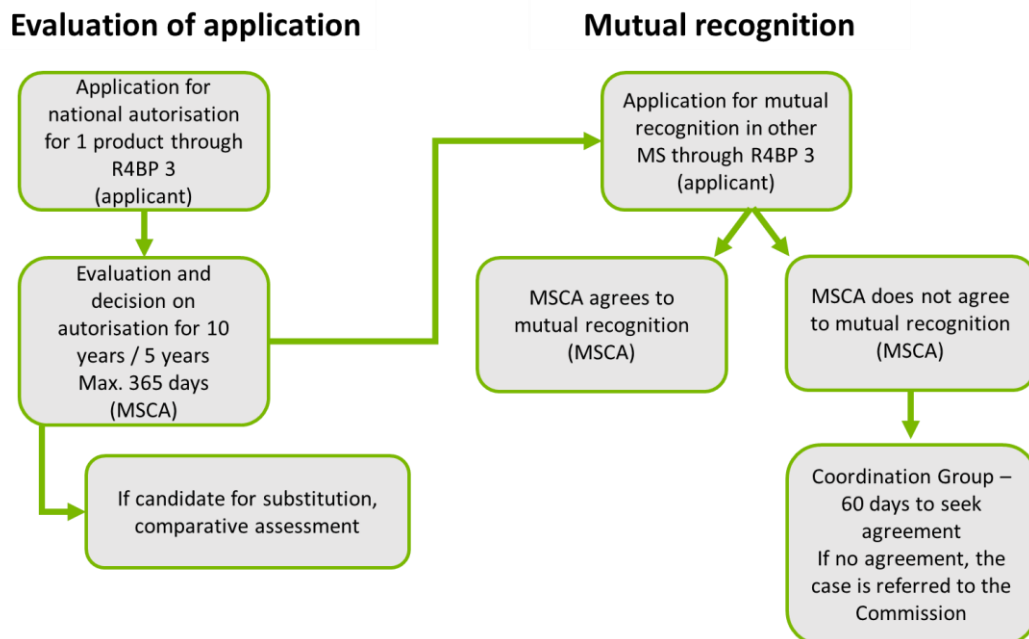 Evaluation of application
Application for
national autorisation
for 1 product through
R4BP 3
(applicant)
Evaluation and
decision on
autorisation for 10
years / 5 years
Max. 365 days
(MSCA)
If candidate for substitution,
comparative assessment
Mutual recognition
Application for mutual
recognition in other
MS through R4BP 3
(applicant)
MSCA agrees to
mutual recognition
(MSCA)
MSCA does not agree
to mutual recognition
(MSCA)
Coordination Group –
60 days to seek
agreement
If no agreement, the
case is referred to the
Commission